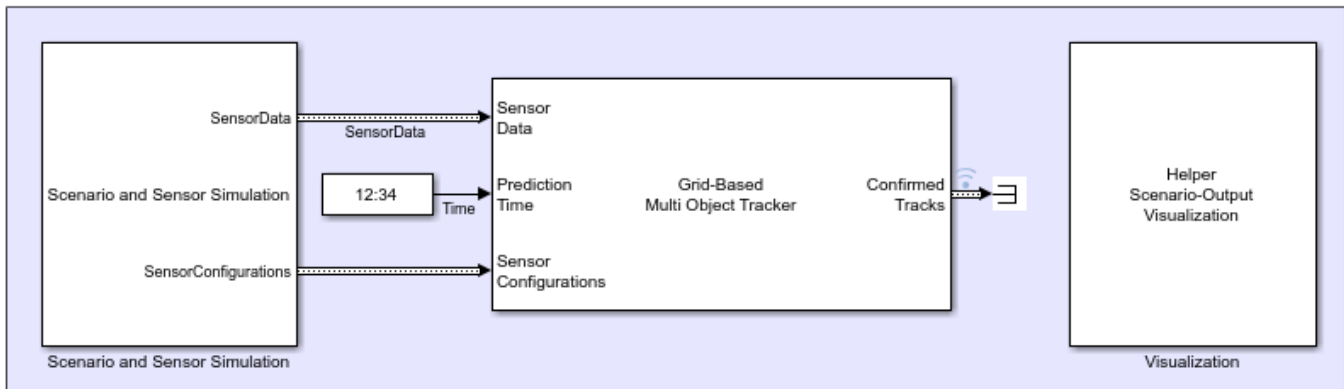 SensorData
Scenario and Sensor Simulation
SensorConfigurations
Scenario and Sensor Simulation
SensorData
12:34
Time
Sensor
Data
Prediction
Time
Sensor
Configurations
Grid-Based
Multi Object Tracker
Confirmed
Tracks
Helper
Scenario-Output
Visualization
Visualization